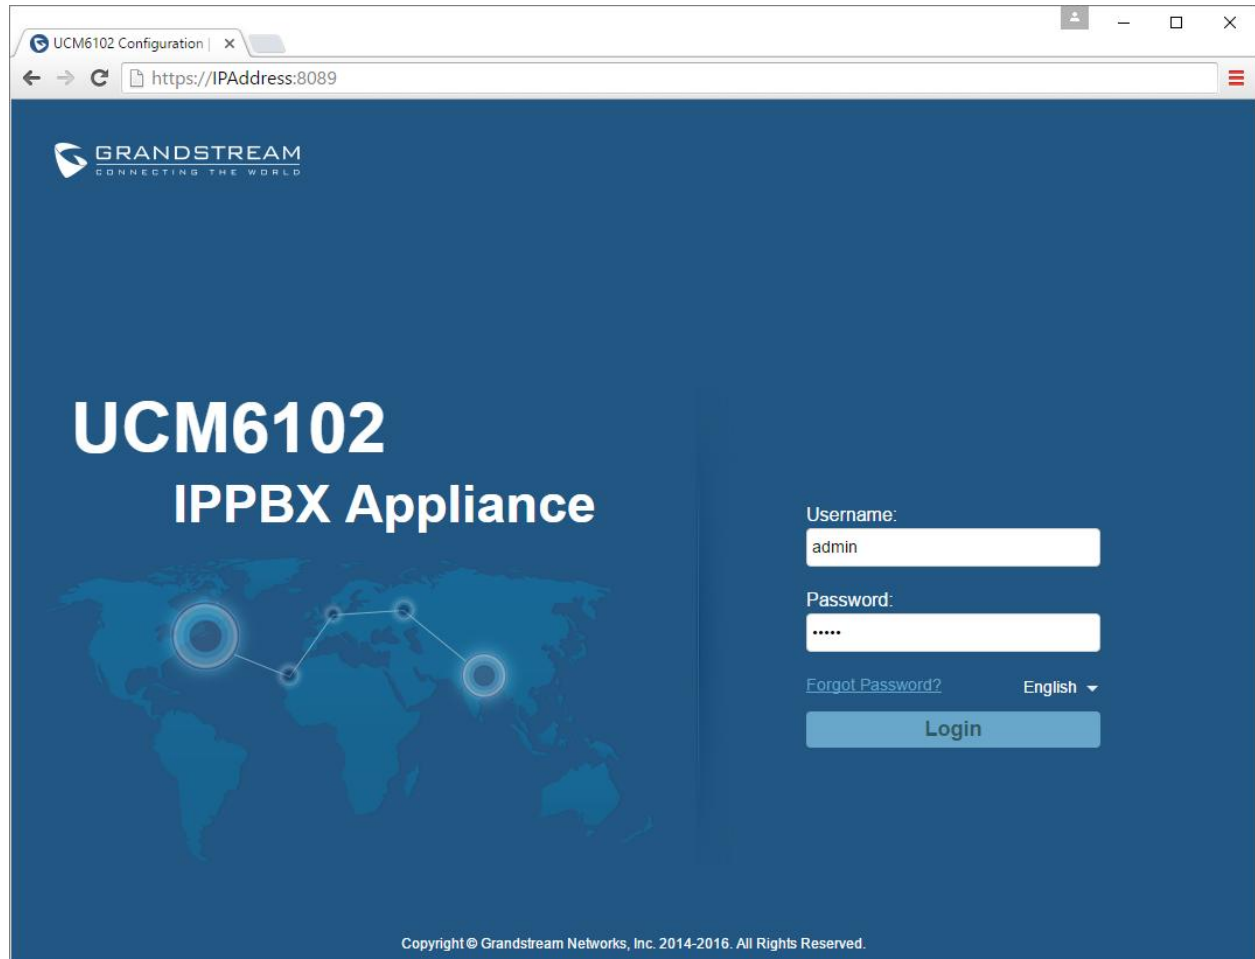 UCM6102 Configuration |
https://IPAddress:8089
GRANDSTREAM
CONNECTING THE WORLD
UCM6102
IPPBX Appliance
Username:
admin
Password:
•••••
Forgot Password?
English
Login
Copyright © Grandstream Networks, Inc. 2014-2016. All Rights Reserved.